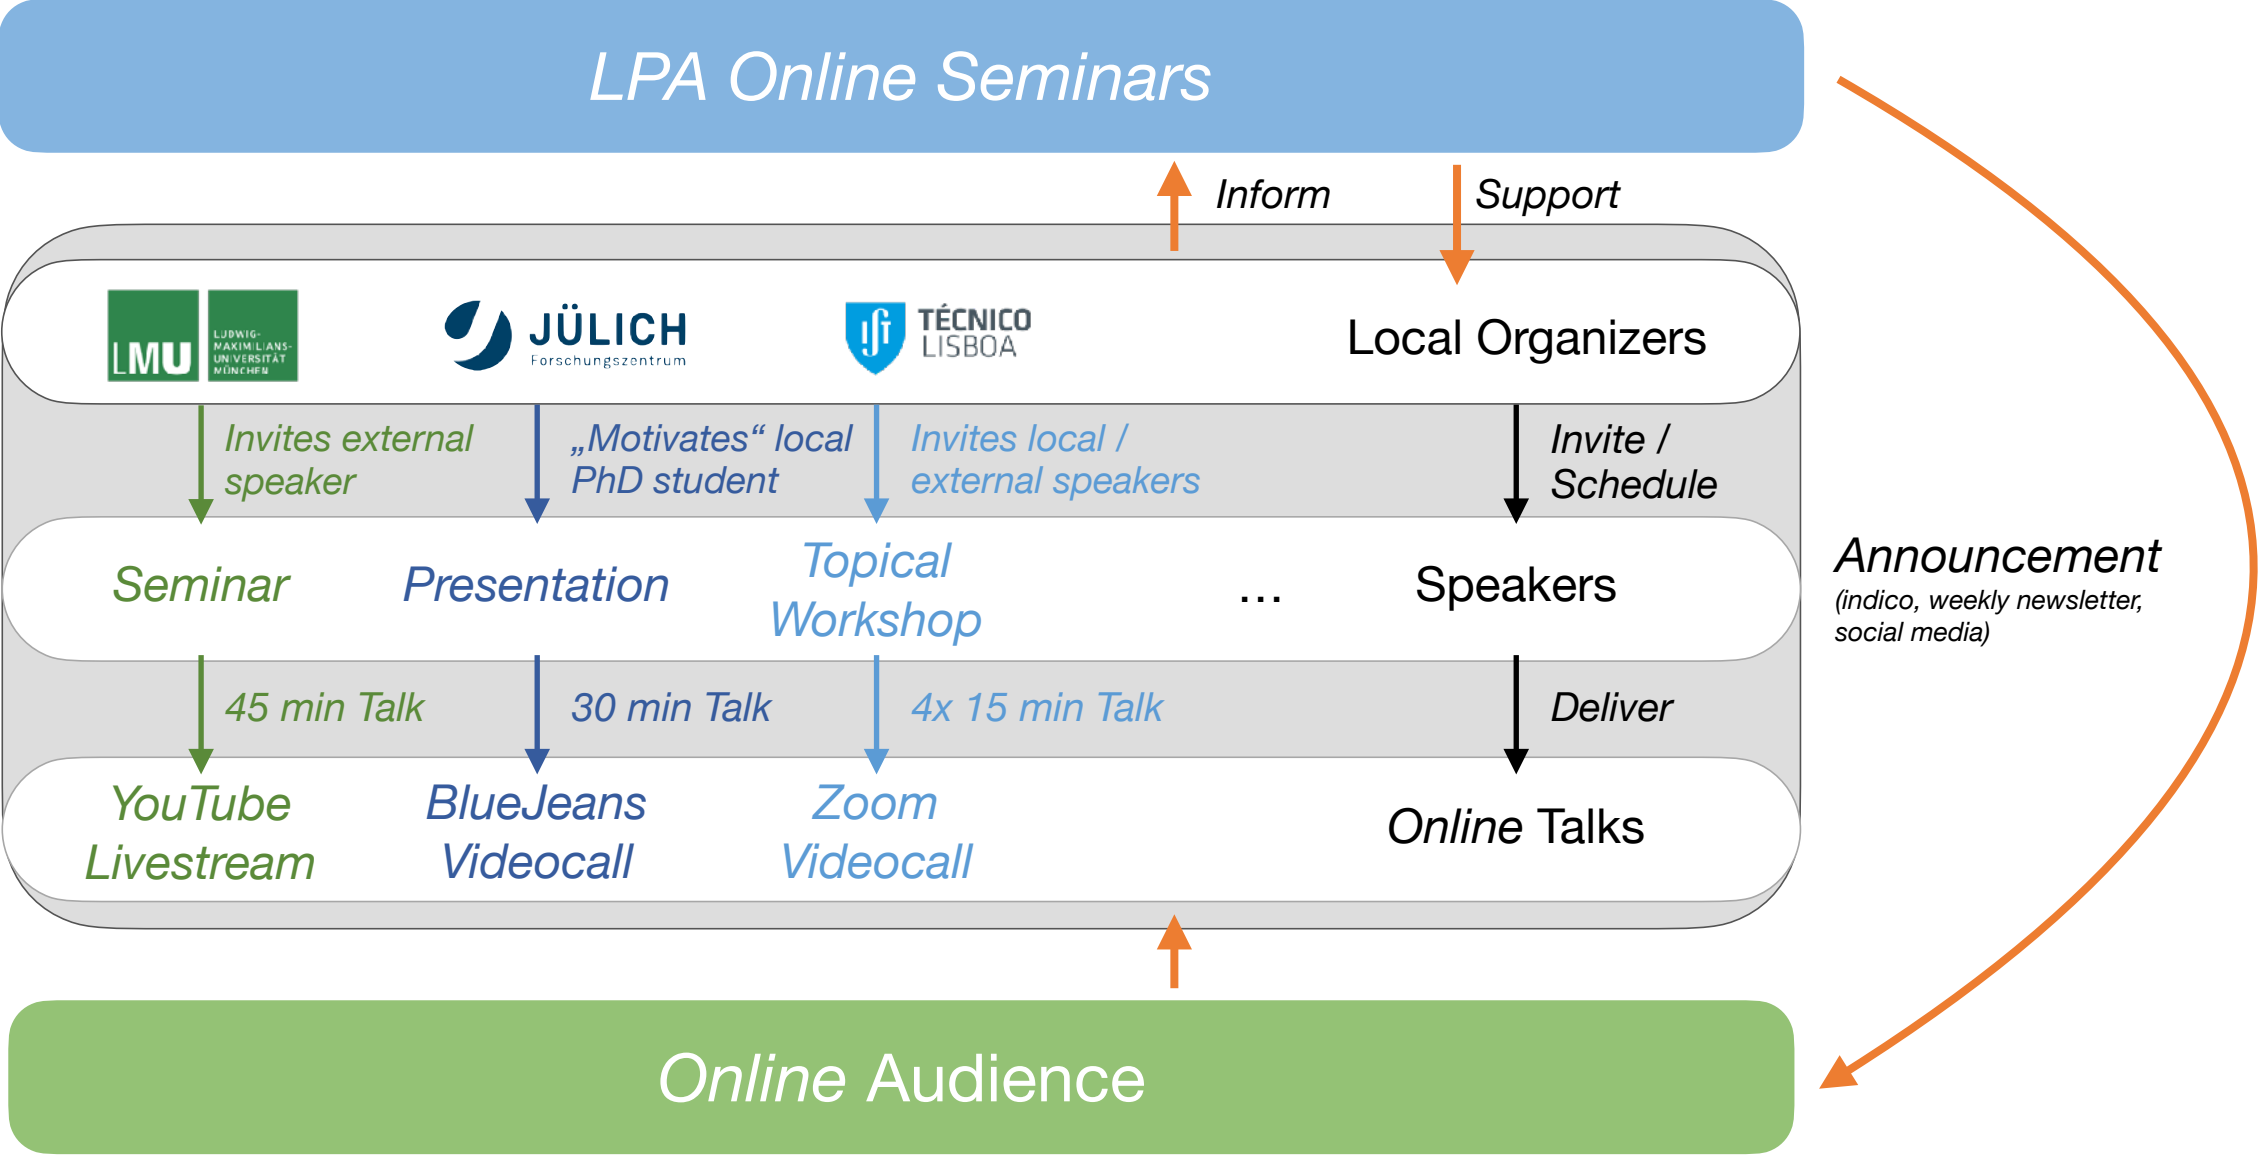 LPA Online Seminars
Inform
Support
LMU
LUDWIG-
MAXIMILIANS-
UNIVERSITÄT
MÜNCHEN
JÜLICH
Forschungszentrum
TÉCNICO
LISBOA
Local Organizers
Invites external
speaker
„Motivates“ local
PhD student
Invites local /
external speakers
Invite /
Schedule
Seminar
Presentation
Topical
Workshop
...
Speakers
Announcement
(indico, weekly newsletter,
social media)
45 min Talk
30 min Talk
4x 15 min Talk
Deliver
YouTube
Livestream
BlueJeans
Videocall
Zoom
Videocall
Online Talks
Online Audience